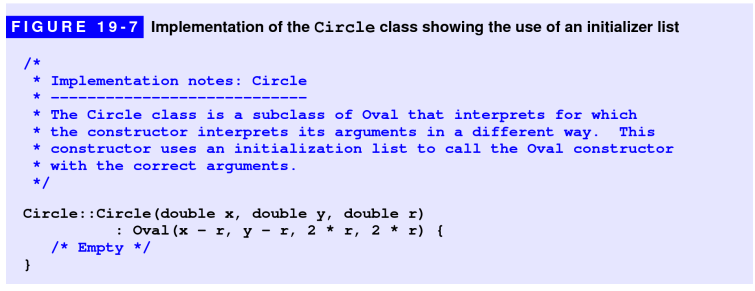 FIGURE 19-7 Implementation of the Circle class showing the use of an initializer list
/*
 * Implementation notes: Circle
 * ----------------------------
 * The Circle class is a subclass of Oval that interprets for which
 * the constructor interprets its arguments in a different way.  This
 * constructor uses an initialization list to call the Oval constructor
 * with the correct arguments.
 */
Circle::Circle(double x, double y, double r)
          : Oval(x - r, y - r, 2 * r, 2 * r) {
   /* Empty */
}